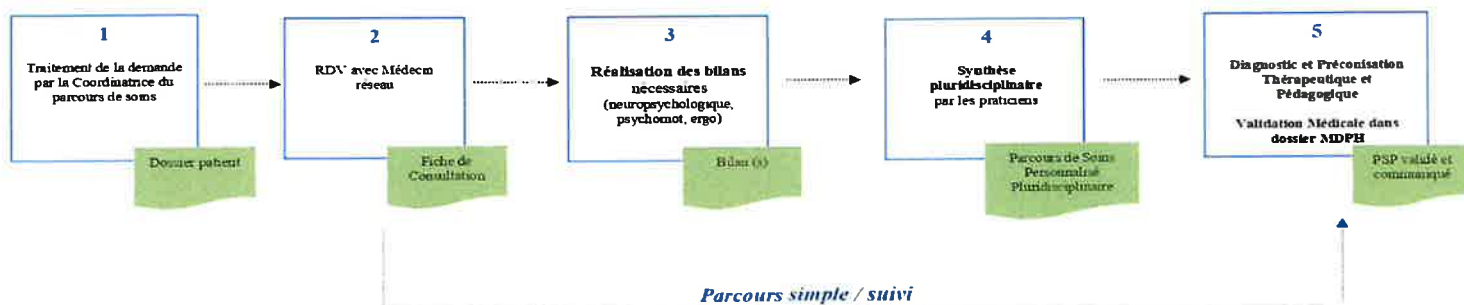 1
Traitement de la demande
par la Coordinatrice du
parcours de soins
Dossier patient
2
RDV avec Médecin
réseau
Fiche de
Consultation
3
Réalisation des bilans
nécessaires
(neuropsychologique,
psychomot, ergo)
Bilan (s)
4
Synthèse
pluridisciplinaire
par les praticiens
Parcours de Soins
Personnalisé
Pluridisciplinaire
5
Diagnostic et Préconisation
Thérapeutique et
Pédagogique
Validation Médicale dans
dossier MDPH
PSP validé et
communiqué
Parcours simple / suivi